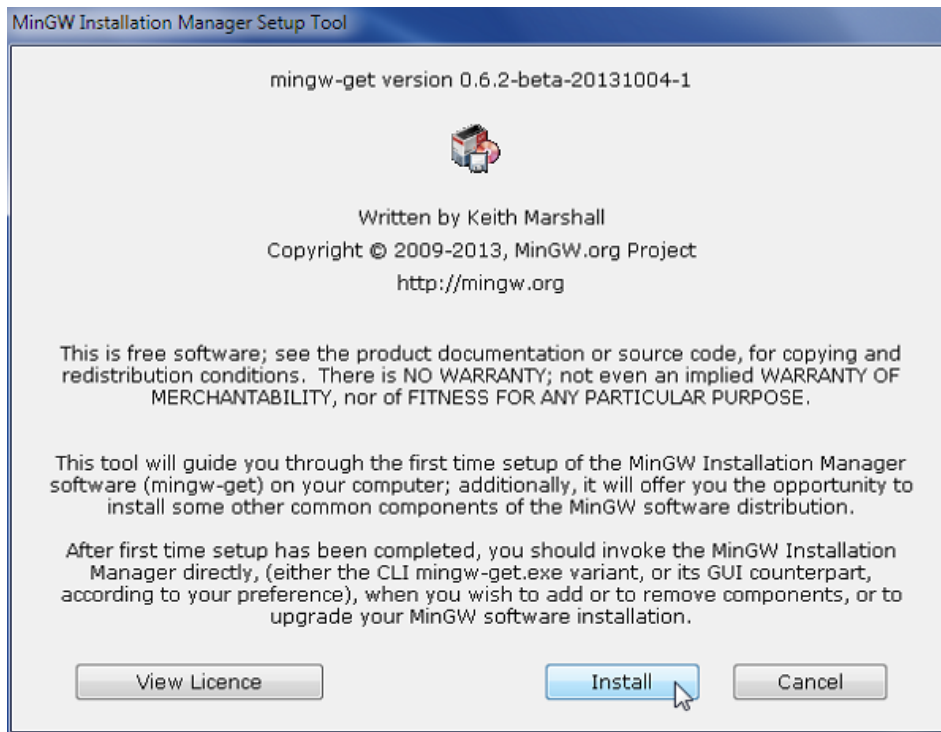 MinGW Installation Manager Setup Tool
mingw-get version 0.6.2-beta-20131004-1
Written by Keith Marshall
Copyright © 2009-2013, MinGW.org Project
http://mingw.org
This is free software; see the product documentation or source code, for copying and
redistribution conditions. There is NO WARRANTY; not even an implied WARRANTY OF
MERCHANTABILITY, nor of FITNESS FOR ANY PARTICULAR PURPOSE.
This tool will guide you through the first time setup of the MinGW Installation Manager
software (mingw-get) on your computer; additionally, it will offer you the opportunity to
install some other common components of the MinGW software distribution.
After first time setup has been completed, you should invoke the MinGW Installation
Manager directly, (either the CLI mingw-get.exe variant, or its GUI counterpart,
according to your preference), when you wish to add or to remove components, or to
upgrade your MinGW software installation.
View Licence
Install
Cancel